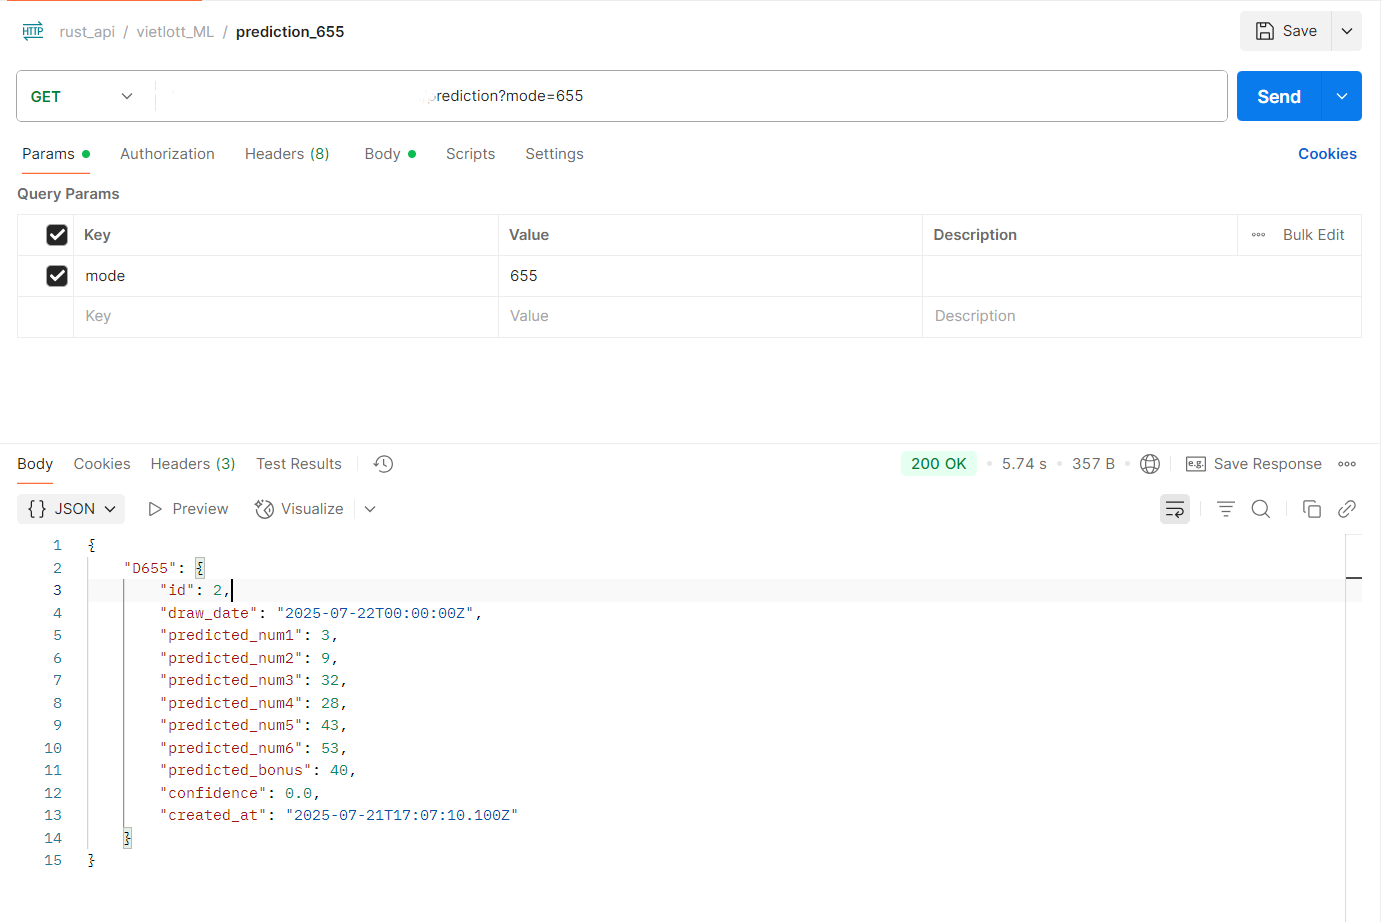 HTTP rust_api / vietlott_ML / prediction_655 Save
GET rediction?mode=655 Send
Params Authorization Headers (8) Body Scripts Settings Cookies
Query Params
Key Value Description Bulk Edit
mode 655
Key Value Description
Body Cookies Headers (3) Test Results 200 OK 5.74 s 357 B e.g. Save Response
{} JSON Preview Visualize
1 {
2 "D655": {
3 "id": 2,
4 "draw_date": "2025-07-22T00:00:00Z",
5 "predicted_num1": 3,
6 "predicted_num2": 9,
7 "predicted_num3": 32,
8 "predicted_num4": 28,
9 "predicted_num5": 43,
10 "predicted_num6": 53,
11 "predicted_bonus": 40,
12 "confidence": 0.0,
13 "created_at": "2025-07-21T17:07:10.100Z"
14 }
15 }